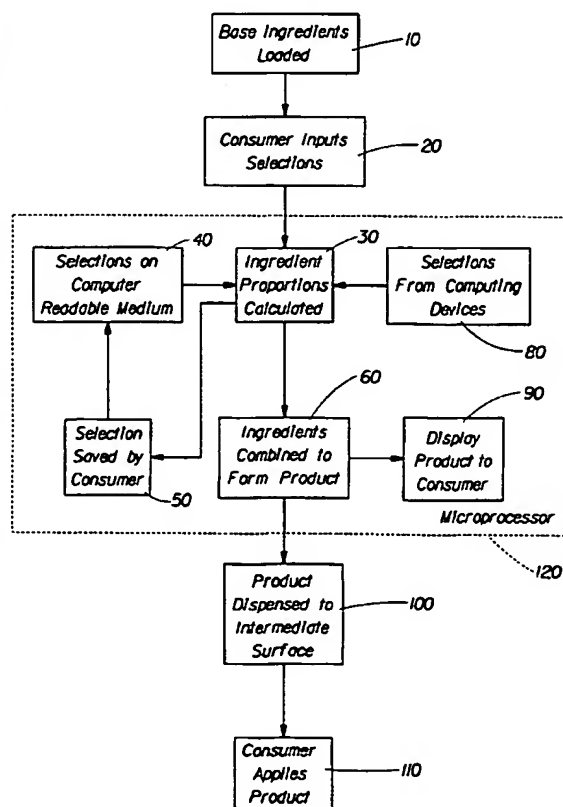 Base Ingredients
Loaded
10
Consumer Inputs
Selections
20
40
30
Selections on
Computer
Readable Medium
Ingredient
Proportions
Calculated
Selections
From Computing
Devices
80
60
90
Selection
Saved by
Consumer
50
Ingredients
Combined to
Form Product
Display
Product to
Consumer
Microprocessor
120
Product
Dispensed to
Intermediate
Surface
100
Consumer
Applies
Product
110